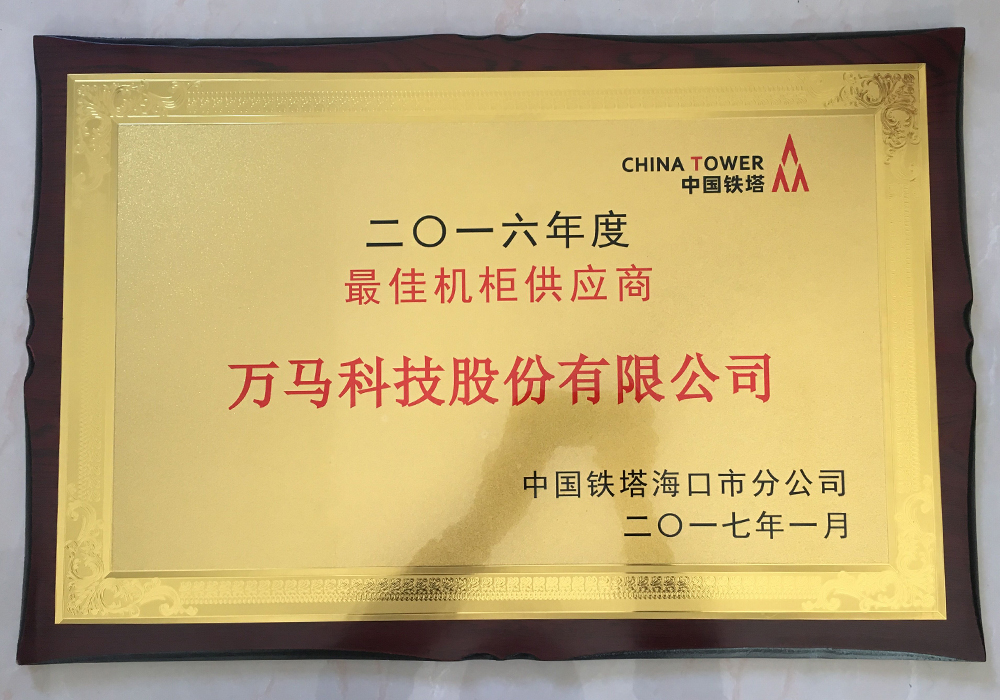 CHINA TOWER
中国铁塔
二〇一六年度
最佳机柜供应商
万马科技股份有限公司
中国铁塔海口市分公司
二〇一七年一月